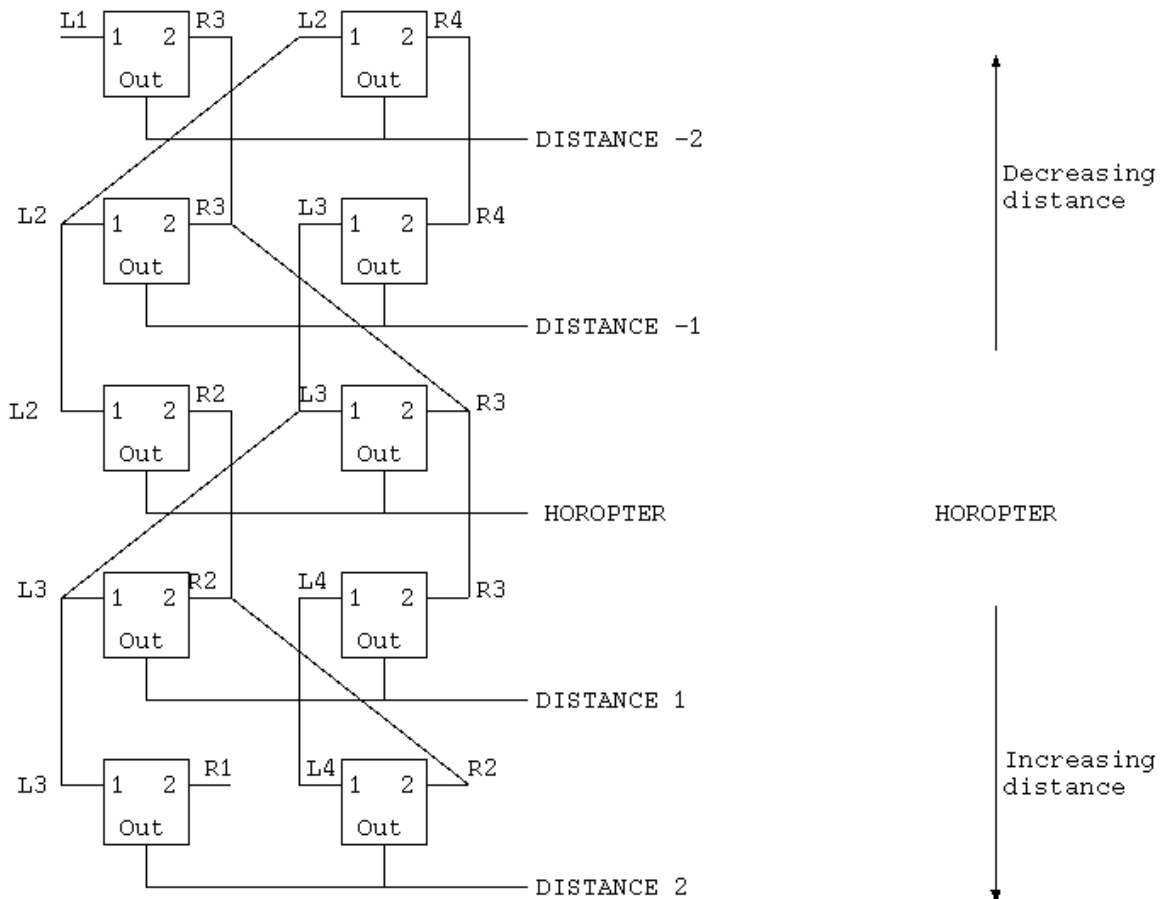 L1 R3 L2 R4
1 2 1 2
Out Out
DISTANCE -2
Decreasing
distance
L2 R3 L3 R4
1 2 1 2
Out Out
DISTANCE -1
L2 R2 L3 R3
1 2 1 2
Out Out
HOROPTER HOROPTER
L3 R2 L4 R3
1 2 1 2
Out Out
DISTANCE 1
Increasing
distance
L3 R1 L4 R2
1 2 1 2
Out Out
DISTANCE 2